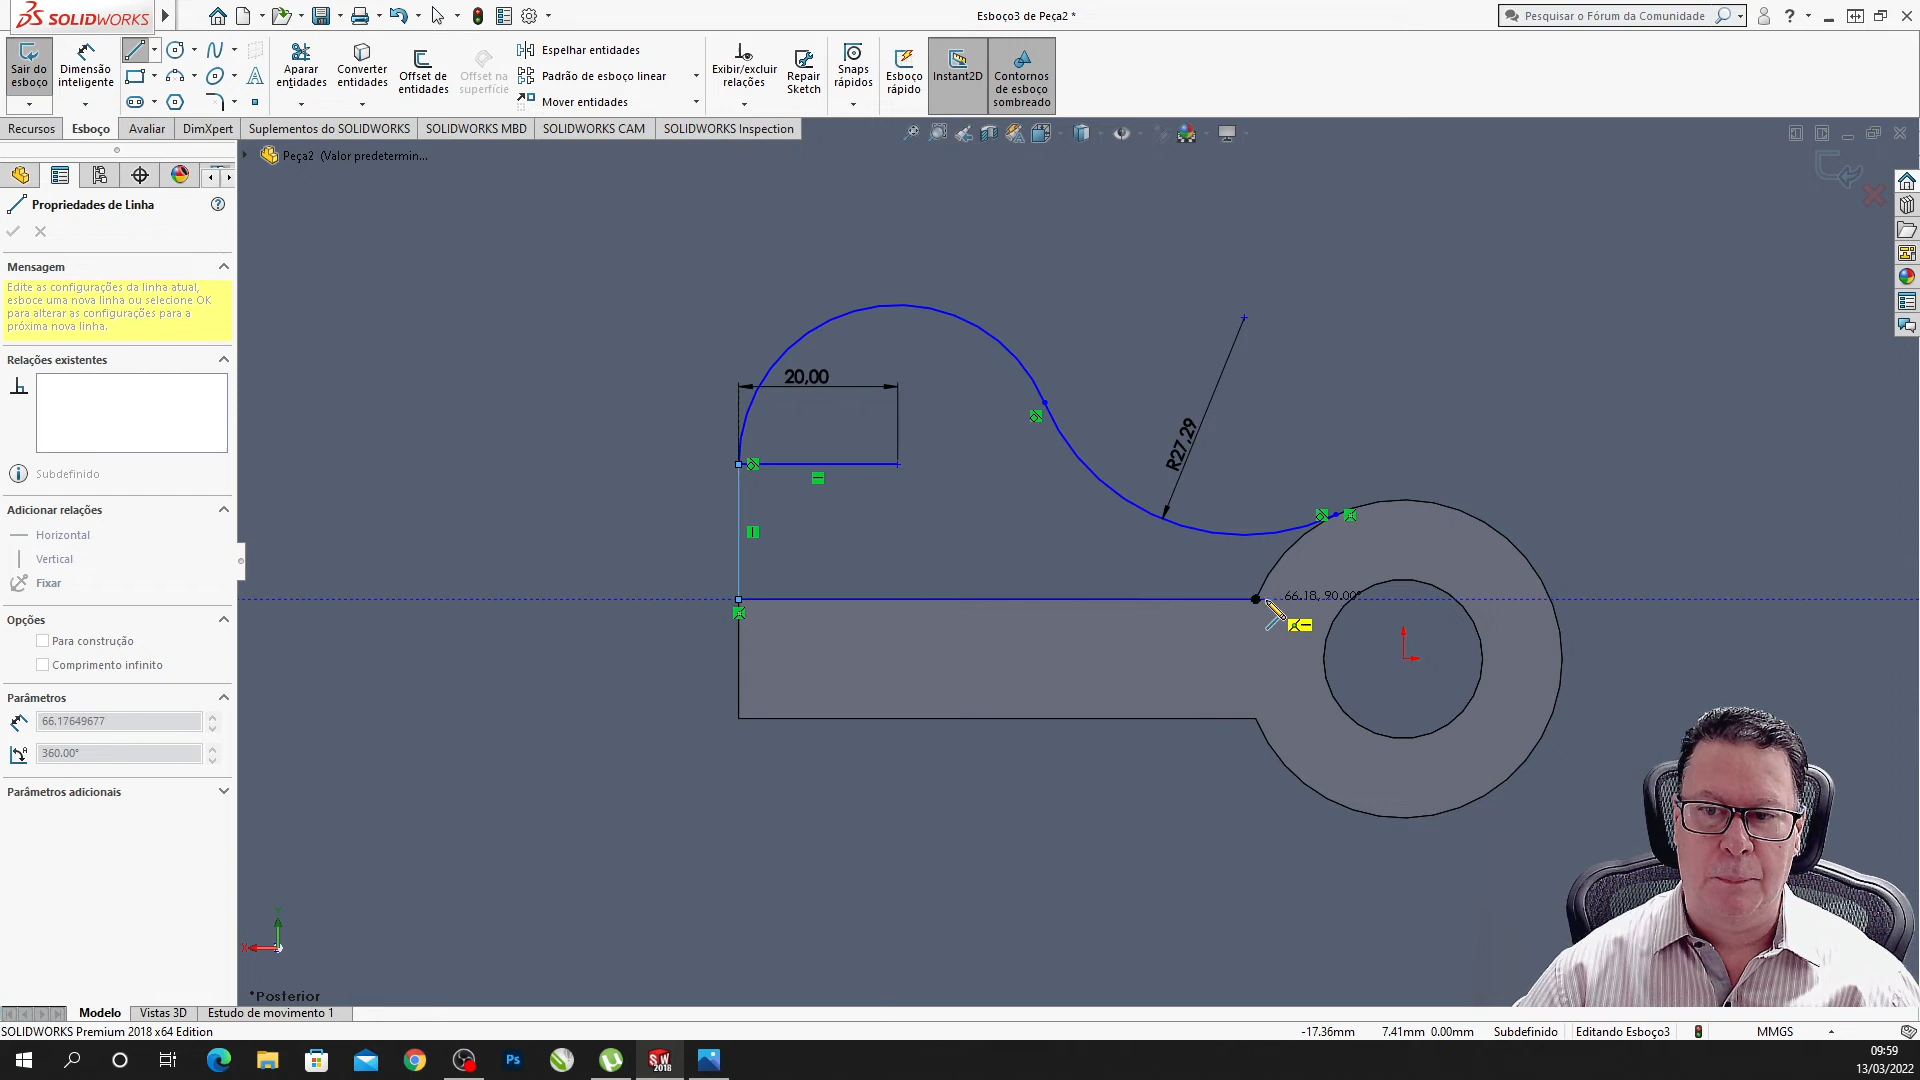 SOLIDWORKS
Esboço3 de Peça2 *
Pesquisar o Fórum da Comunidade
Sair do esboço
Dimensão inteligente
Aparar entidades
Converter entidades
Offset de entidades
Offset na superfície
Espelhar entidades
Padrão de esboço linear
Mover entidades
Exibir/excluir relações
Repair Sketch
Snaps rápidos
Esboço rápido
Instant2D
Contornos de esboço sombreado
Recursos
Esboço
Avaliar
DimXpert
Suplementos do SOLIDWORKS
SOLIDWORKS MBD
SOLIDWORKS CAM
SOLIDWORKS Inspection
Peça2 (Valor predetermin...
Propriedades de Linha
Mensagem
Edite as configurações da linha atual,
esboce uma nova linha ou selecione OK
para alterar as configurações para a
próxima nova linha.
Relações existentes
Subdefinido
Adicionar relações
Horizontal
Vertical
Fixar
Opções
Para construção
Comprimento infinito
Parâmetros
66.17649677
360.00°
Parâmetros adicionais
20,00
R27,29
66.18, 90.00°
*Posterior
Modelo
Vistas 3D
Estudo de movimento 1
SOLIDWORKS Premium 2018 x64 Edition
-17.36mm
7.41mm
0.00mm
Subdefinido
Editando Esboço3
MMGS
Ps
SW
2018
09:59
13/03/2022